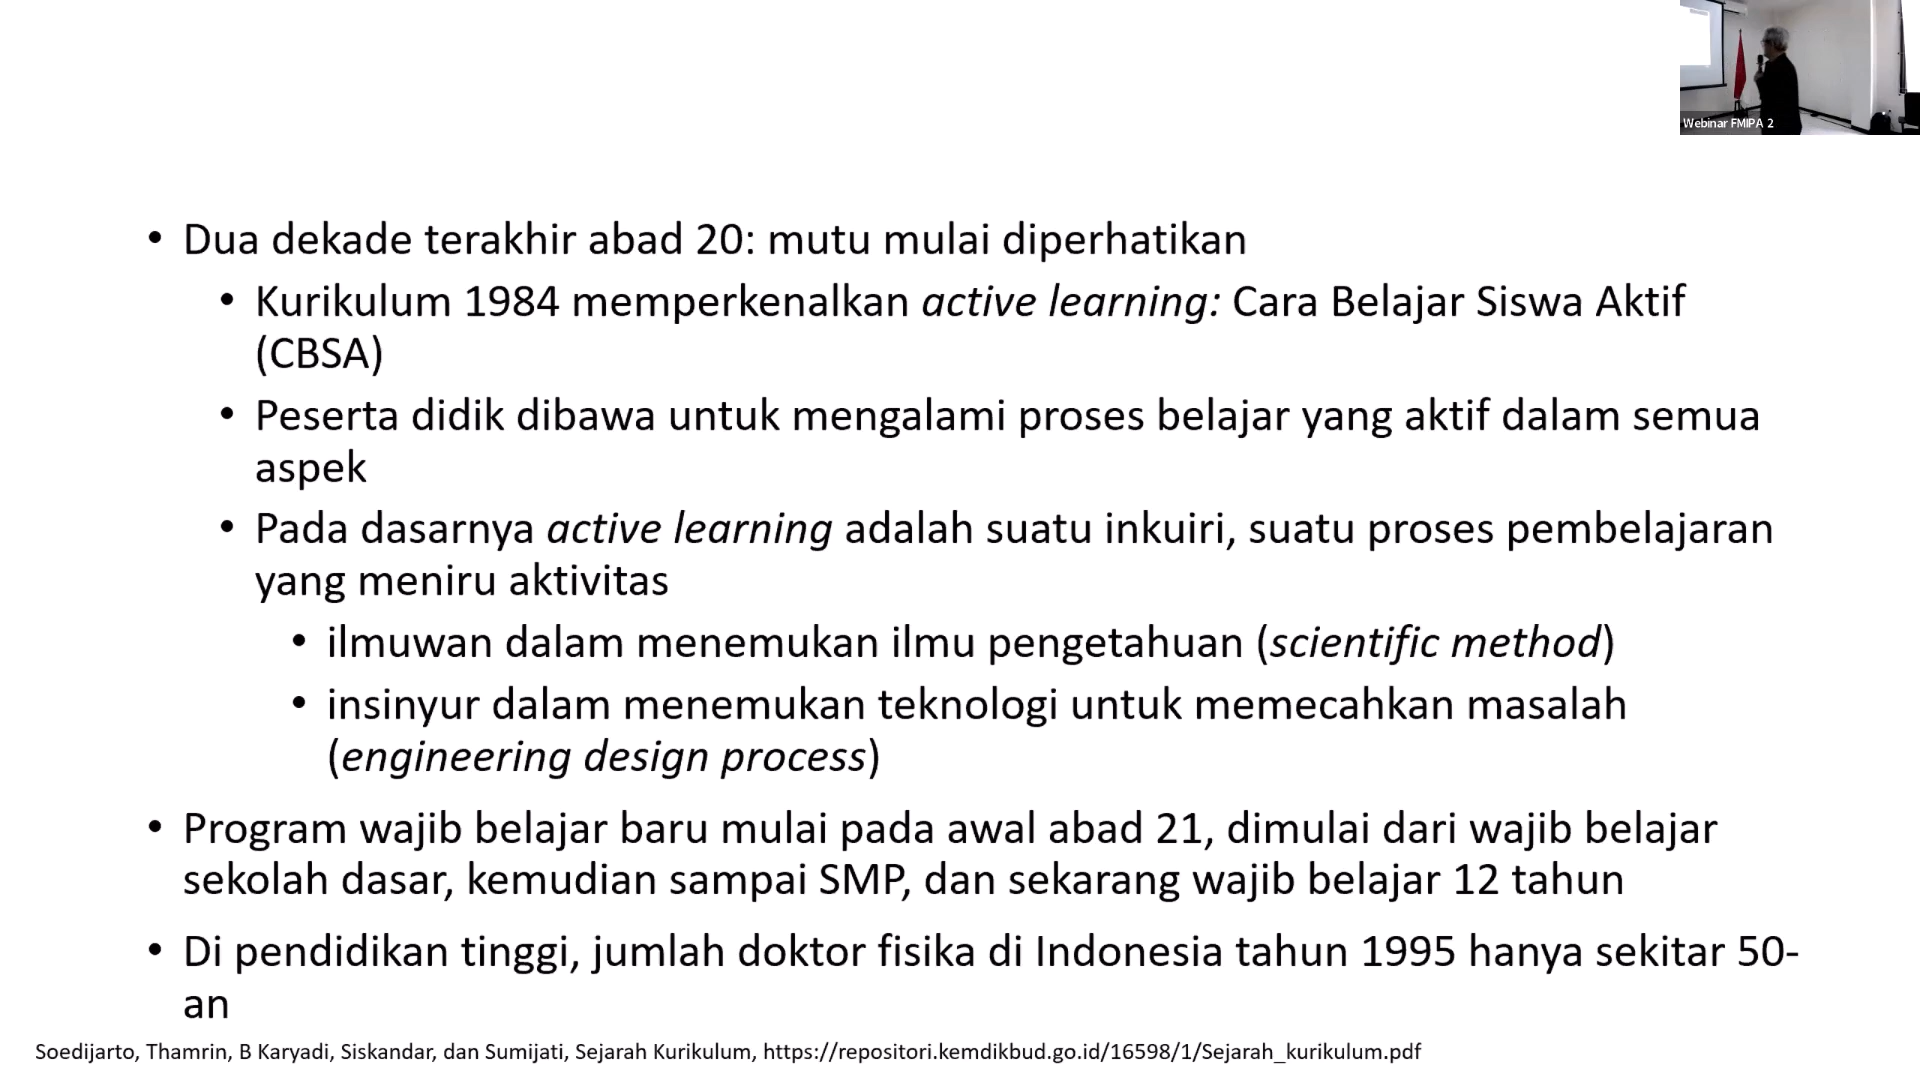 Webinar FMIPA 2
• Dua dekade terakhir abad 20: mutu mulai diperhatikan
• Kurikulum 1984 memperkenalkan active learning: Cara Belajar Siswa Aktif
(CBSA)
• Peserta didik dibawa untuk mengalami proses belajar yang aktif dalam semua
aspek
• Pada dasarnya active learning adalah suatu inkuiri, suatu proses pembelajaran
yang meniru aktivitas
• ilmuwan dalam menemukan ilmu pengetahuan (scientific method)
• insinyur dalam menemukan teknologi untuk memecahkan masalah
(engineering design process)
• Program wajib belajar baru mulai pada awal abad 21, dimulai dari wajib belajar
sekolah dasar, kemudian sampai SMP, dan sekarang wajib belajar 12 tahun
• Di pendidikan tinggi, jumlah doktor fisika di Indonesia tahun 1995 hanya sekitar 50-
an
Soedijarto, Thamrin, B Karyadi, Siskandar, dan Sumijati, Sejarah Kurikulum, https://repositori.kemdikbud.go.id/16598/1/Sejarah_kurikulum.pdf